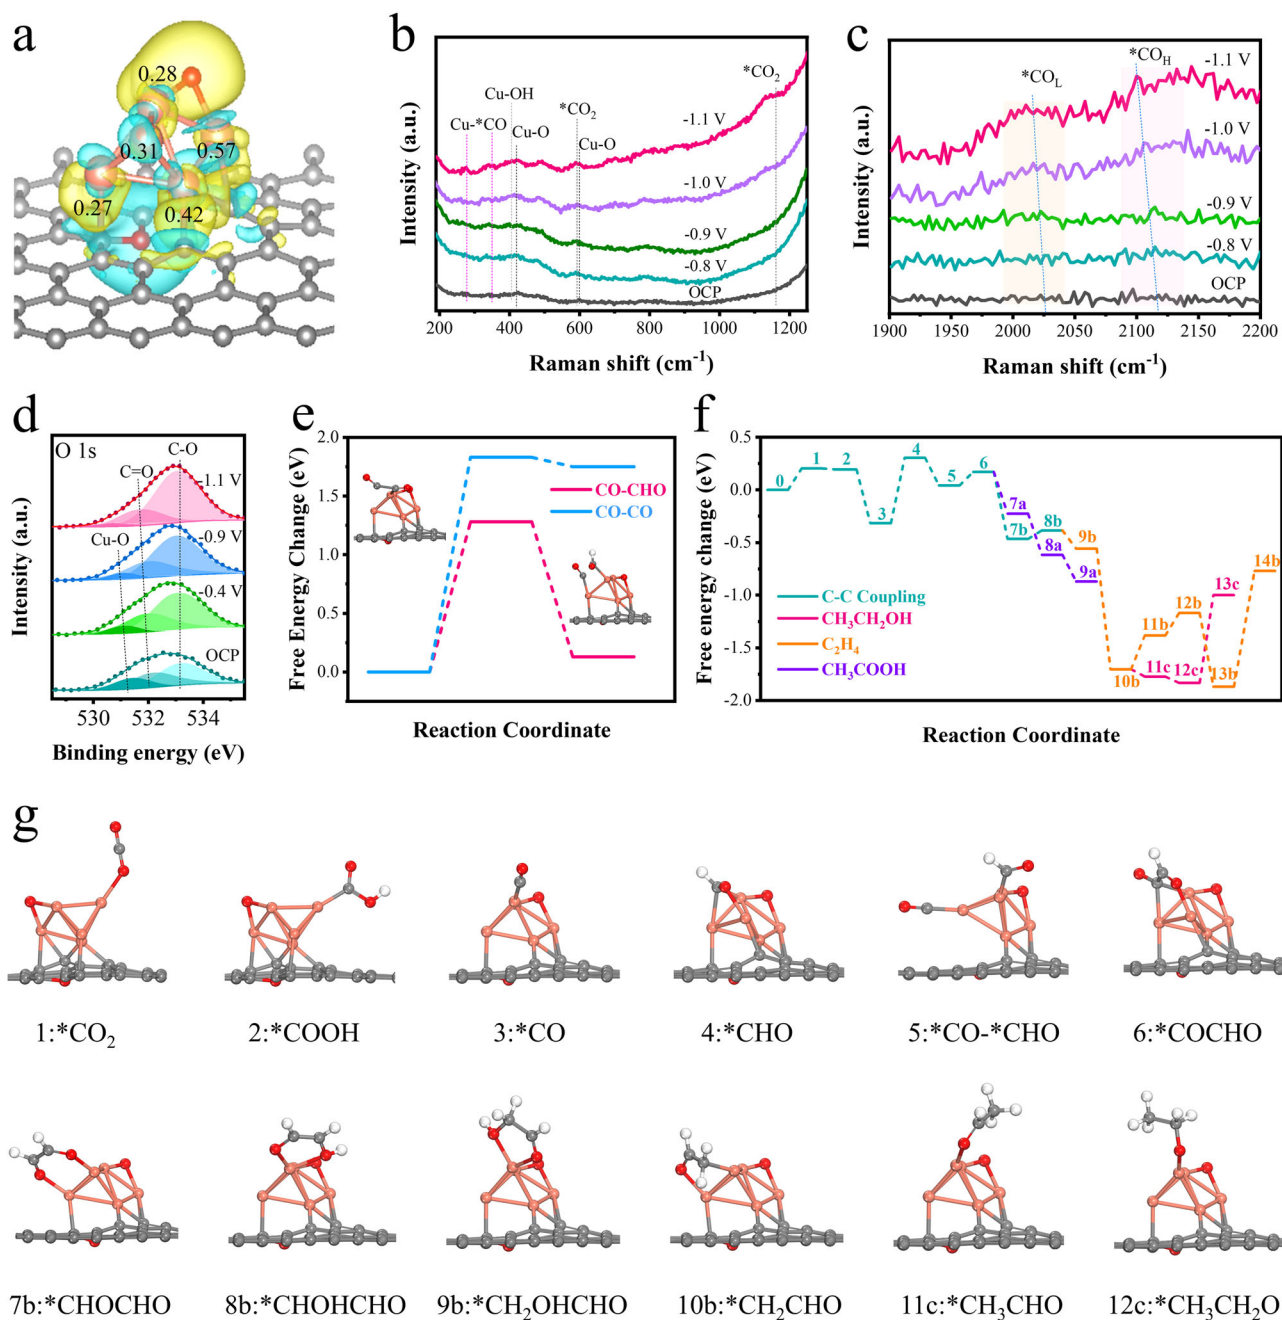 a
0.28
0.31
0.57
0.27
0.42
b
*CO₂
Cu-OH
*CO₂
-1.1 V
Cu-*CO
Cu-O
Cu-O
-1.0 V
-0.9 V
-0.8 V
OCP
Intensity (a.u.)
200 400 600 800 1000 1200
Raman shift (cm⁻¹)
c
*CO_H
-1.1 V
*CO_L
-1.0 V
-0.9 V
-0.8 V
OCP
Intensity (a.u.)
1900 1950 2000 2050 2100 2150 2200
Raman shift (cm⁻¹)
d
O 1s
C-O
C=O
-1.1 V
Cu-O
-0.9 V
-0.4 V
OCP
Intensity (a.u.)
530 532 534
Binding energy (eV)
e
2.0
1.5
1.0
0.5
0.0
Free Energy Change (eV)
CO-CHO
CO-CO
Reaction Coordinate
f
0.5
0.0
-0.5
-1.0
-1.5
-2.0
Free energy change (eV)
0
1
2
3
4
5
6
7a
7b
8b
8a
9b
9a
10b
11b
12b
11c
12c
13c
13b
14b
C-C Coupling
CH₃CH₂OH
C₂H₄
CH₃COOH
Reaction Coordinate
g
1:*CO₂ 2:*COOH 3:*CO 4:*CHO 5:*CO-*CHO 6:*COCHO
7b:*CHOCHO 8b:*CHOHCHO 9b:*CH₂OHCHO 10b:*CH₂CHO 11c:*CH₃CHO 12c:*CH₃CH₂O